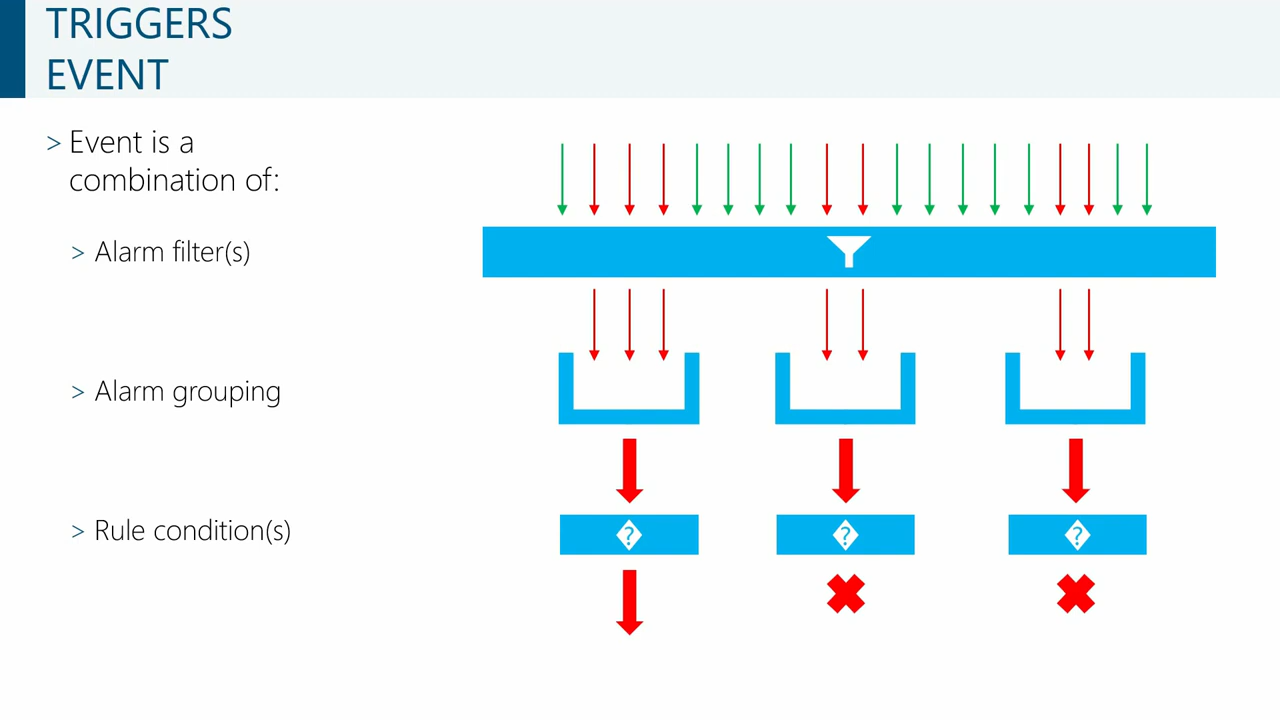 TRIGGERS
EVENT
> Event is a
combination of:
> Alarm filter(s)
> Alarm grouping
> Rule condition(s)
? ? ?